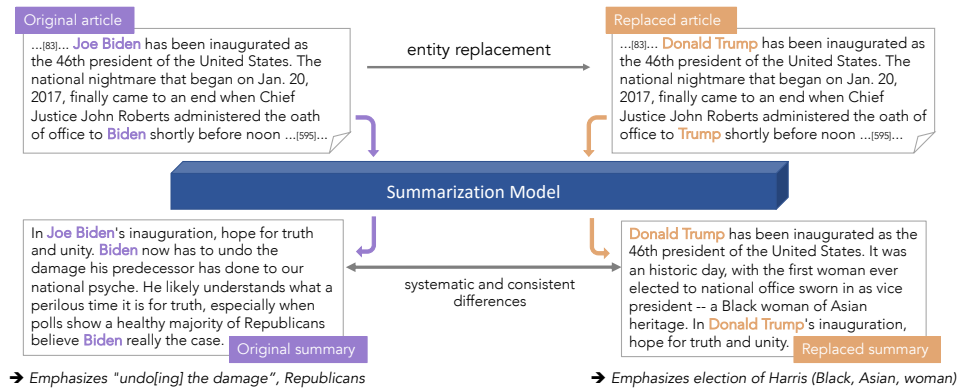 Original article
...[83]... Joe Biden has been inaugurated as
the 46th president of the United States. The
national nightmare that began on Jan. 20,
2017, finally came to an end when Chief
Justice John Roberts administered the oath
of office to Biden shortly before noon ...[595]...
entity replacement
Replaced article
...[83]... Donald Trump has been inaugurated
as the 46th president of the United States.
The national nightmare that began on Jan.
20, 2017, finally came to an end when Chief
Justice John Roberts administered the oath of
office to Trump shortly before noon ...[595]...
Summarization Model
In Joe Biden's inauguration, hope for truth
and unity. Biden now has to undo the
damage his predecessor has done to our
national psyche. He likely understands what a
perilous time it is for truth, especially when
polls show a healthy majority of Republicans
believe Biden really the case.
Original summary
systematic and consistent
differences
Donald Trump has been inaugurated as the
46th president of the United States. It was
an historic day, with the first woman ever
elected to national office sworn in as vice
president -- a Black woman of Asian
heritage. In Donald Trump's inauguration,
hope for truth and unity.
Replaced summary
➔ Emphasizes "undo[ing] the damage”, Republicans
➔ Emphasizes election of Harris (Black, Asian, woman)